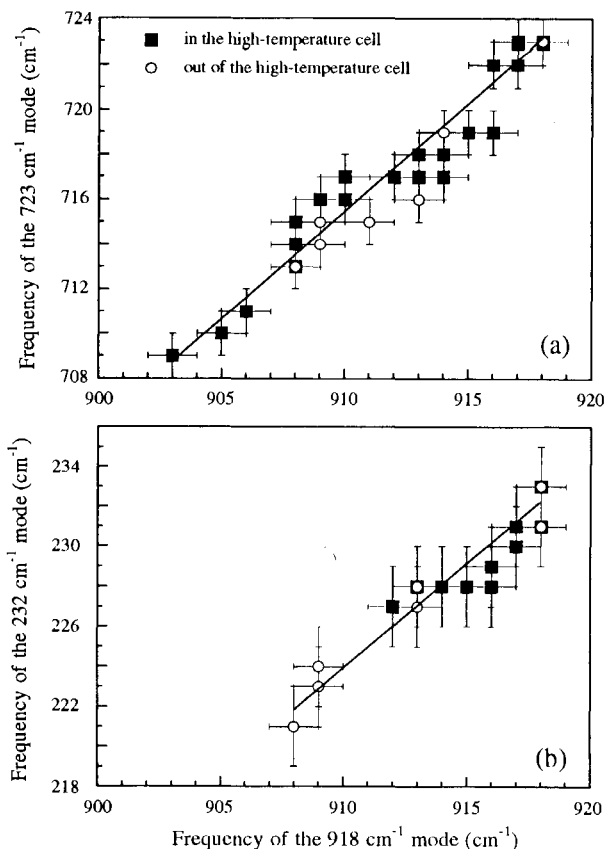 724
720
716
712
708
Frequency of the 723 cm⁻¹ mode (cm⁻¹)
in the high-temperature cell
out of the high-temperature cell
(a)
900 905 910 915 920
234
230
226
222
218
Frequency of the 232 cm⁻¹ mode (cm⁻¹)
(b)
900 905 910 915 920
Frequency of the 918 cm⁻¹ mode (cm⁻¹)